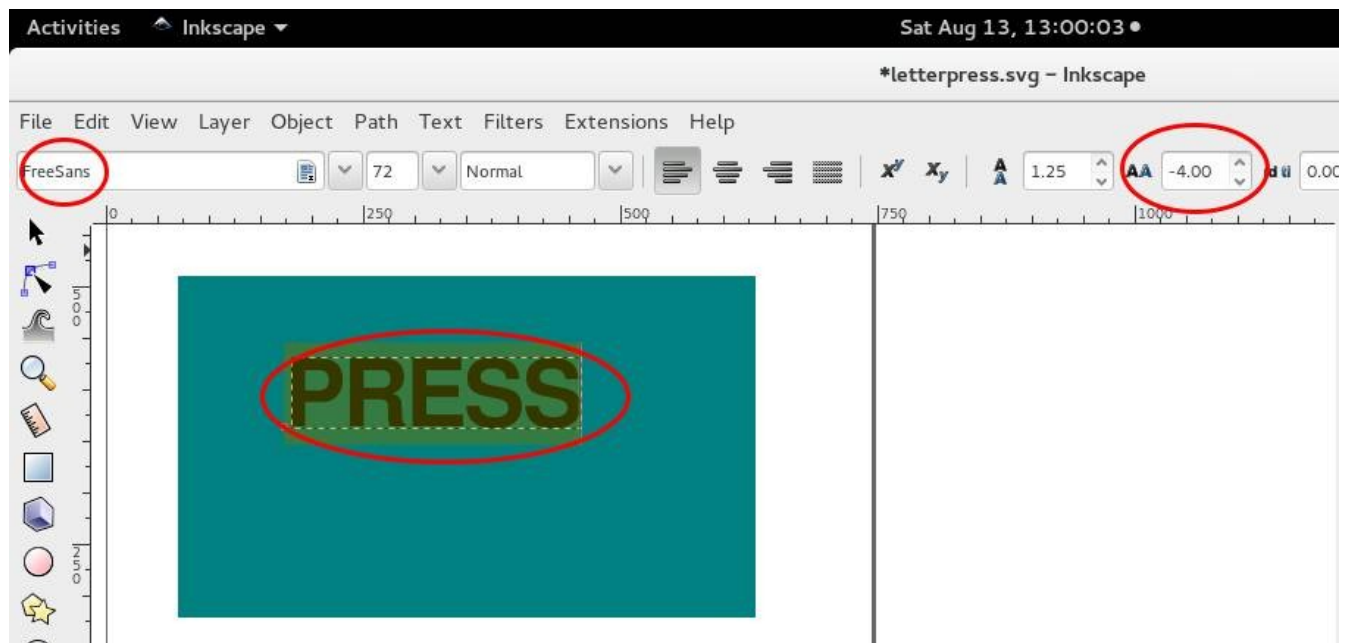 Activities Inkscape Sat Aug 13, 13:00:03
*letterpress.svg – Inkscape
File Edit View Layer Object Path Text Filters Extensions Help
FreeSans 72 Normal xy xy A A 1.25 AA -4.00 0.00
0 250 500 750 1000
500
PRESS
250